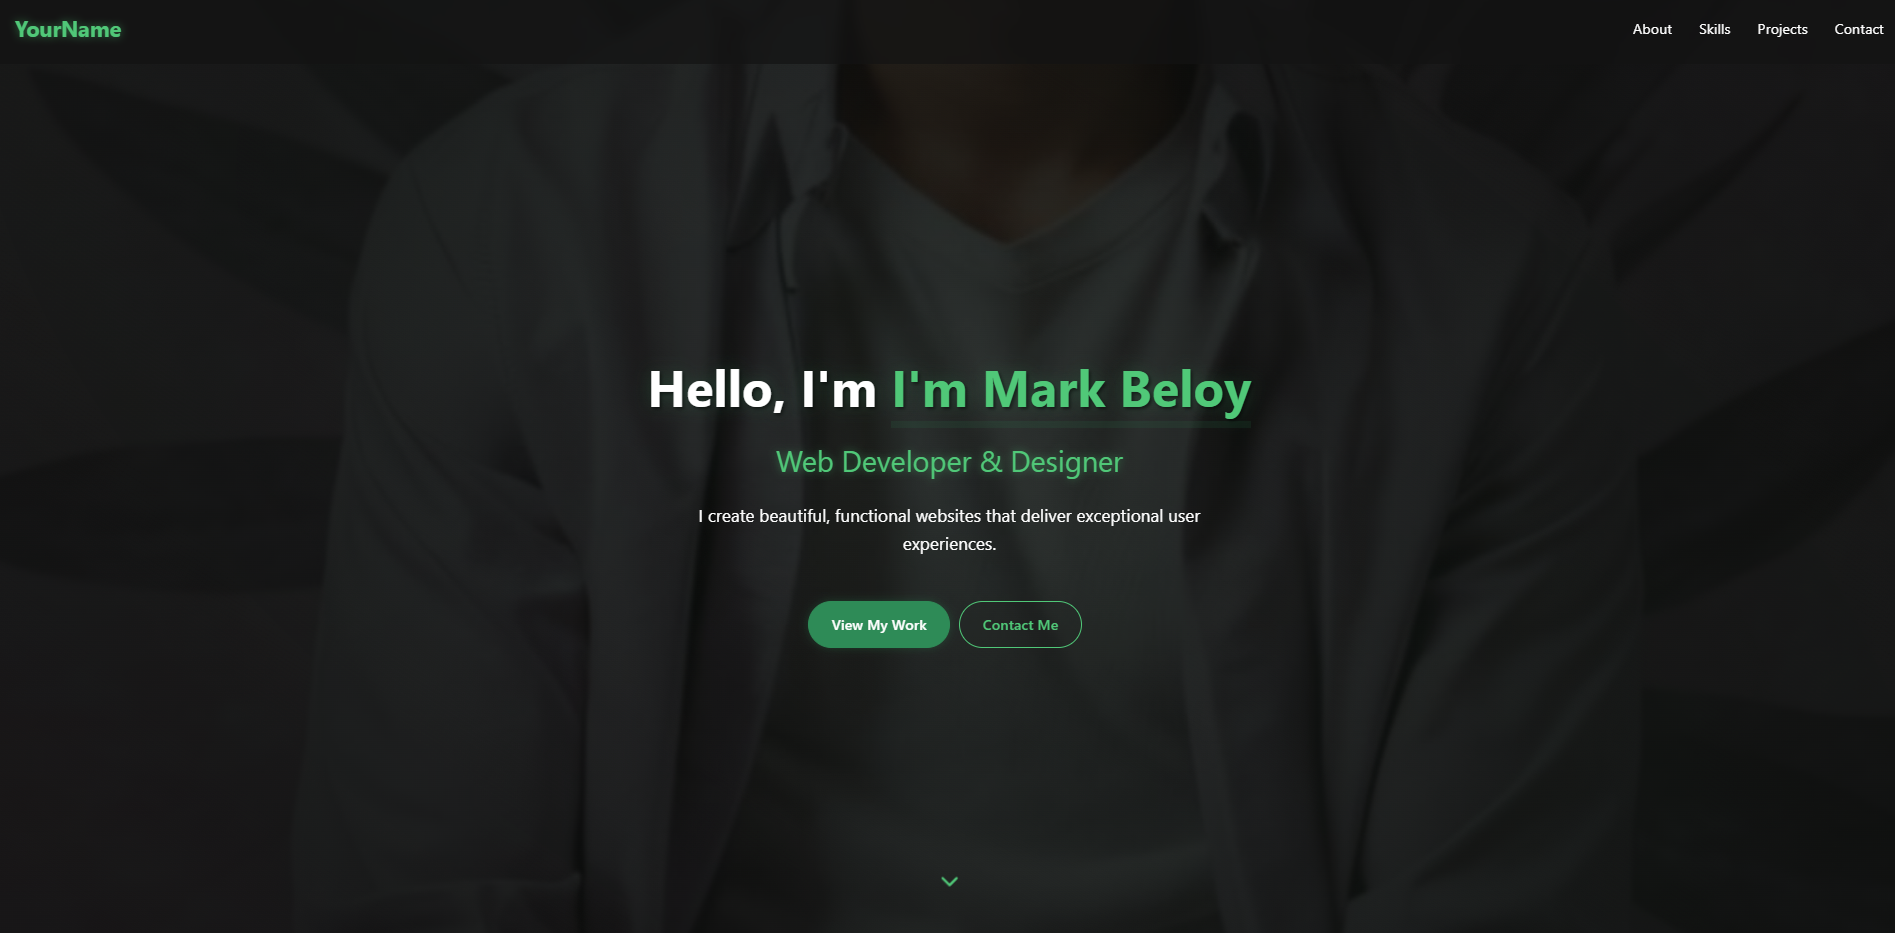 YourName
About Skills Projects Contact
Hello, I'm I'm Mark Beloy
Web Developer & Designer
I create beautiful, functional websites that deliver exceptional user
experiences.
View My Work Contact Me